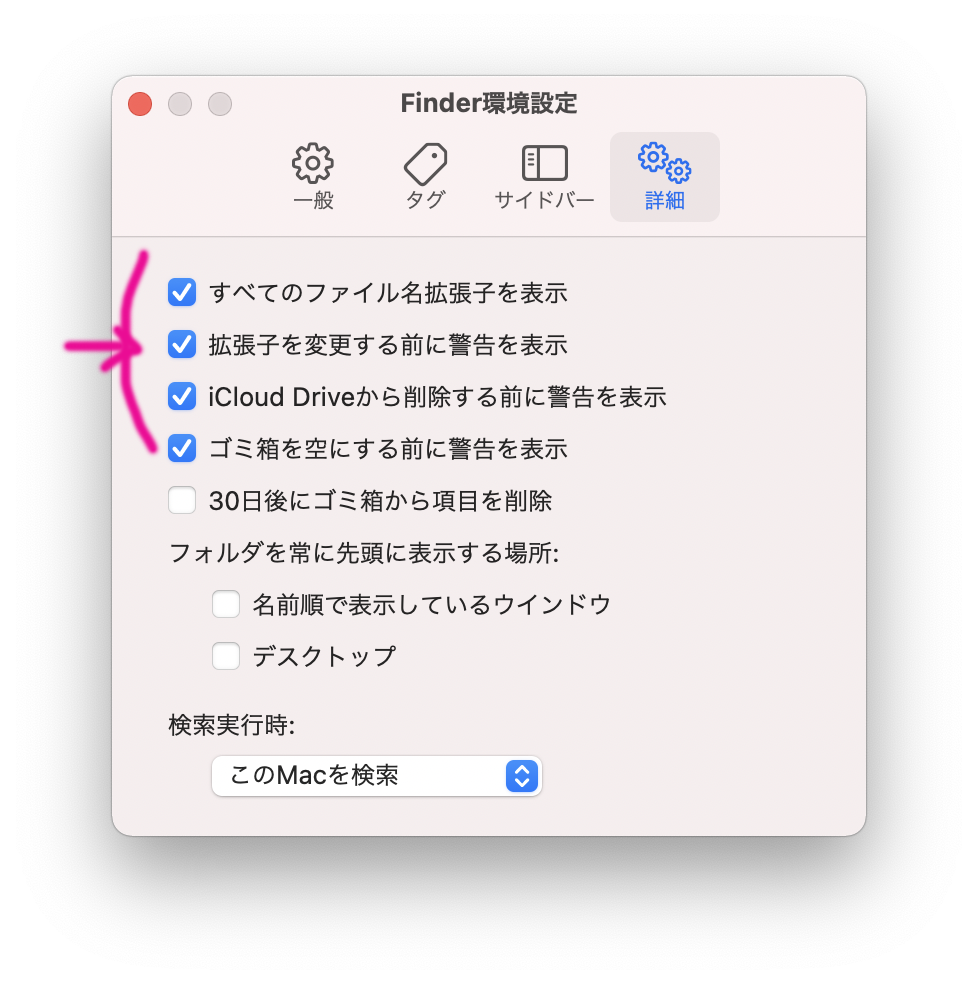 Finder環境設定
一般
タグ
サイドバー
詳細
すべてのファイル名拡張子を表示
拡張子を変更する前に警告を表示
iCloud Driveから削除する前に警告を表示
ゴミ箱を空にする前に警告を表示
30日後にゴミ箱から項目を削除
フォルダを常に先頭に表示する場所:
名前順で表示しているウインドウ
デスクトップ
検索実行時:
このMacを検索